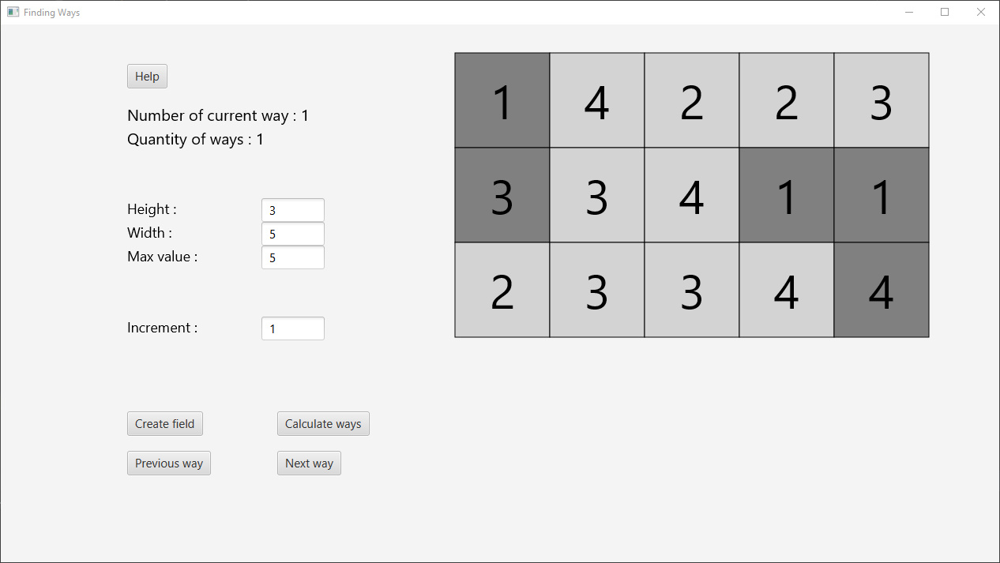 Finding Ways
Help
Number of current way : 1
Quantity of ways : 1
Height : 3
Width : 5
Max value : 5
Increment : 1
Create field Calculate ways
Previous way Next way
1 4 2 2 3
3 3 4 1 1
2 3 3 4 4